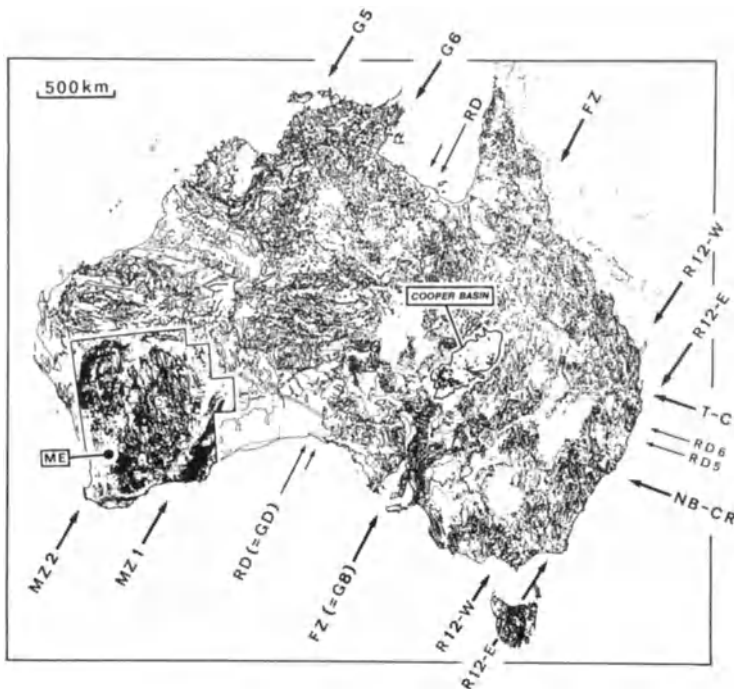 G5
G6
500km
RD
FZ
R12-W
COOPER BASIN
R12-E
T-C
RD6
RD5
ME
NB-CR
MZ2
MZ1
RD(=GD)
FZ(=GB)
R12-W
R12-E